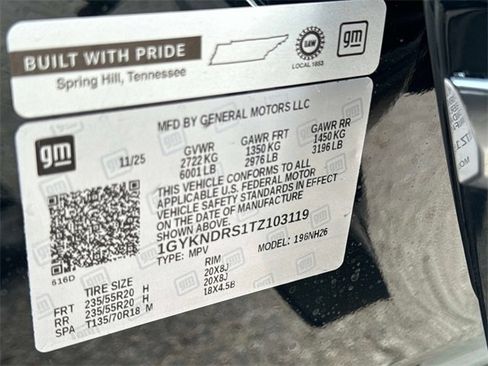 BUILT WITH PRIDE
Spring Hill, Tennessee
UAW
LOCAL 1853
gm
MFD BY GENERAL MOTORS LLC
gm
11/25
GVWR GAWR FRT GAWR RR
2722 KG 1350 KG 1450 KG
6001 LB 2976 LB 3196 LB
THIS VEHICLE CONFORMS TO ALL
APPLICABLE U.S. FEDERAL MOTOR
VEHICLE SAFETY STANDARDS IN EFFECT
ON THE DATE OF MANUFACTURE
1GYKNDRS1TZ103119
TYPE: MPV MODEL: 196NH26
616D
TIRE SIZE RIM
FRT 235/55R20 H 20X8J
RR 235/55R20 H 20X8J
SPA T135/70R18 M 18X4.5B